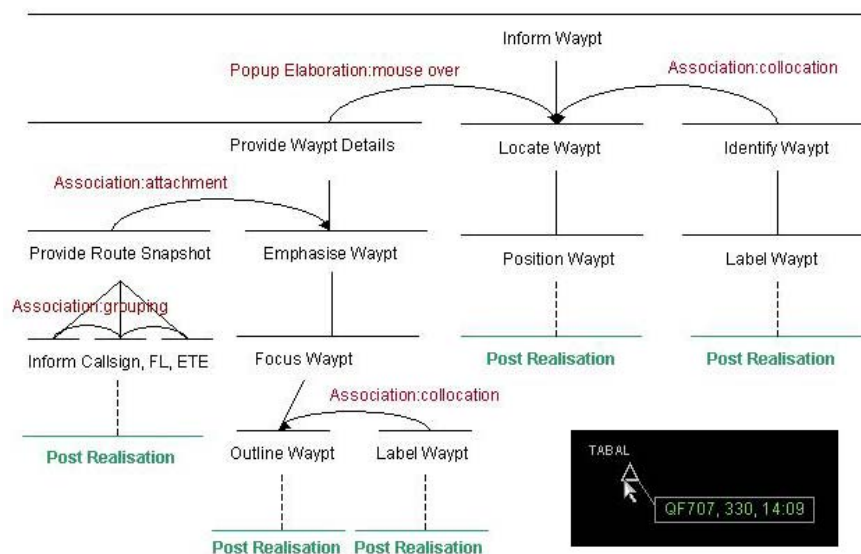 Inform Waypt
Popup Elaboration:mouse over
Association:collocation
Provide Waypt Details
Locate Waypt
Identify Waypt
Association:attachment
Provide Route Snapshot
Emphasise Waypt
Position Waypt
Label Waypt
Association:grouping
Inform Callsign, FL, ETE
Focus Waypt
Post Realisation
Post Realisation
Association:collocation
Post Realisation
Outline Waypt
Label Waypt
TABAL
QF707, 330, 14:09
Post Realisation
Post Realisation